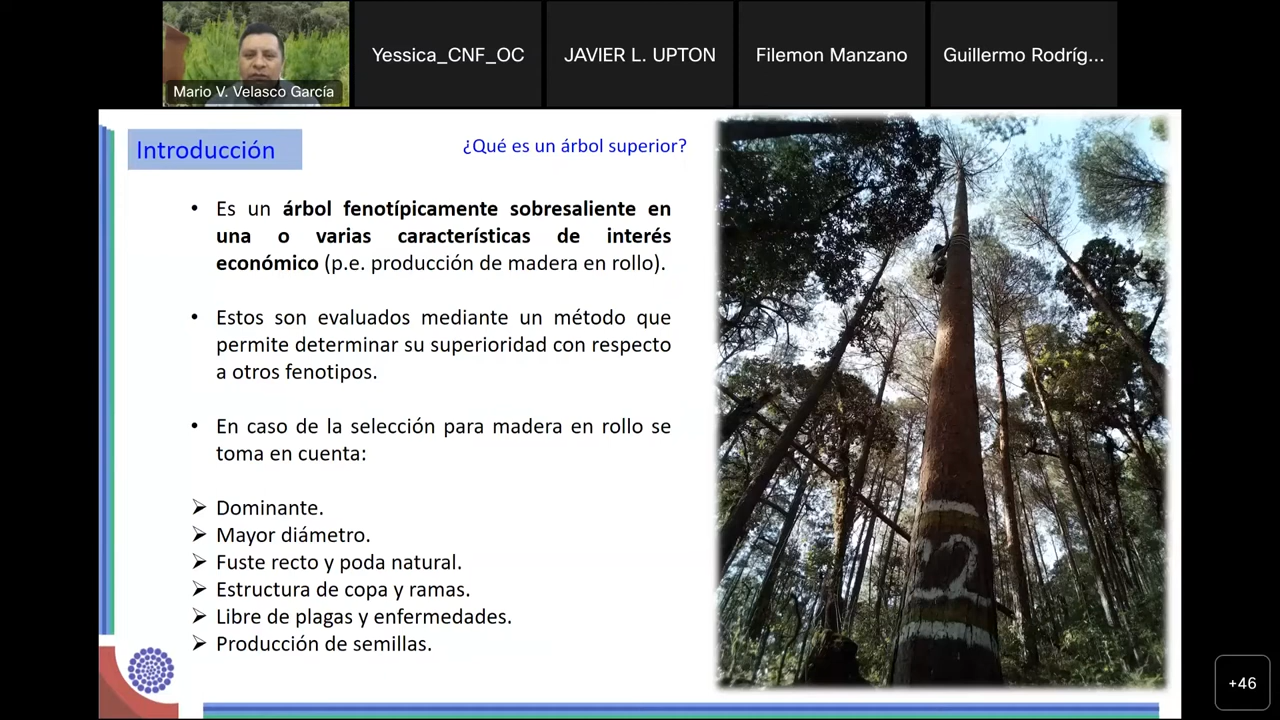 Yessica_CNF_OC
JAVIER L. UPTON
Filemon Manzano
Guillermo Rodríg...
Mario V. Velasco García
Introducción
¿Qué es un árbol superior?
• Es un árbol fenotípicamente sobresaliente en
una o varias características de interés
económico (p.e. producción de madera en rollo).
• Estos son evaluados mediante un método que
permite determinar su superioridad con respecto
a otros fenotipos.
• En caso de la selección para madera en rollo se
toma en cuenta:
➢ Dominante.
➢ Mayor diámetro.
➢ Fuste recto y poda natural.
➢ Estructura de copa y ramas.
➢ Libre de plagas y enfermedades.
➢ Producción de semillas.
2
+46